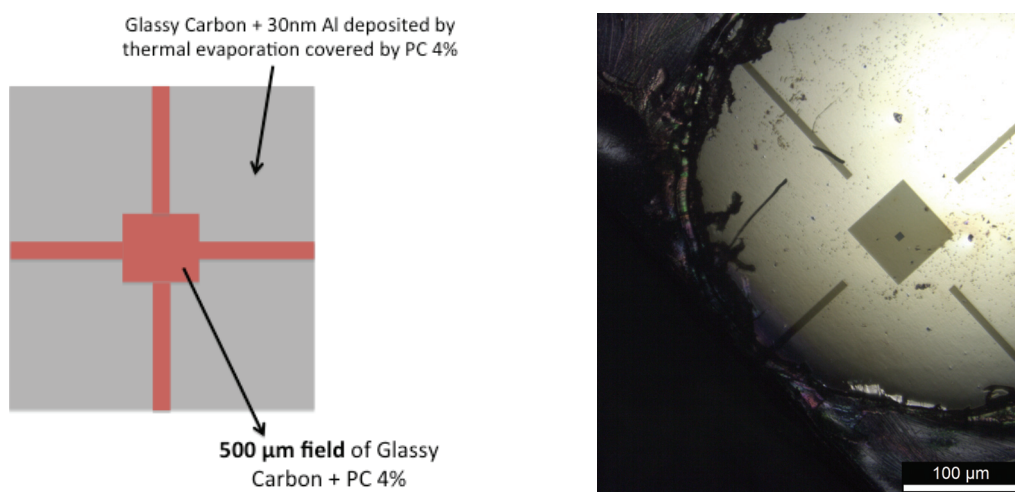 Glassy Carbon + 30nm Al deposited by
thermal evaporation covered by PC 4%
500 µm field of Glassy
Carbon + PC 4%
100 µm